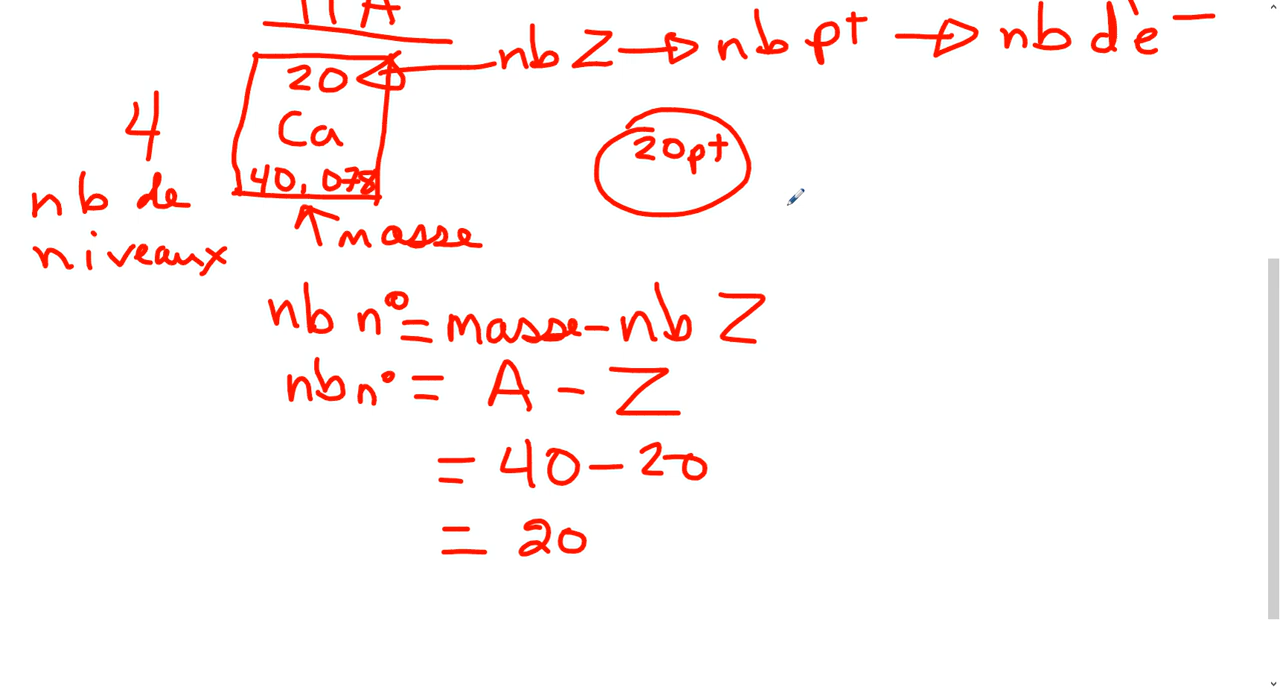 II A
nb Z → nb p+ → nb d'e−
20
Ca
40,078
4
nb de
niveaux
masse
20p+
nb n° = masse - nb Z
nb n° = A - Z
= 40 - 20
= 20